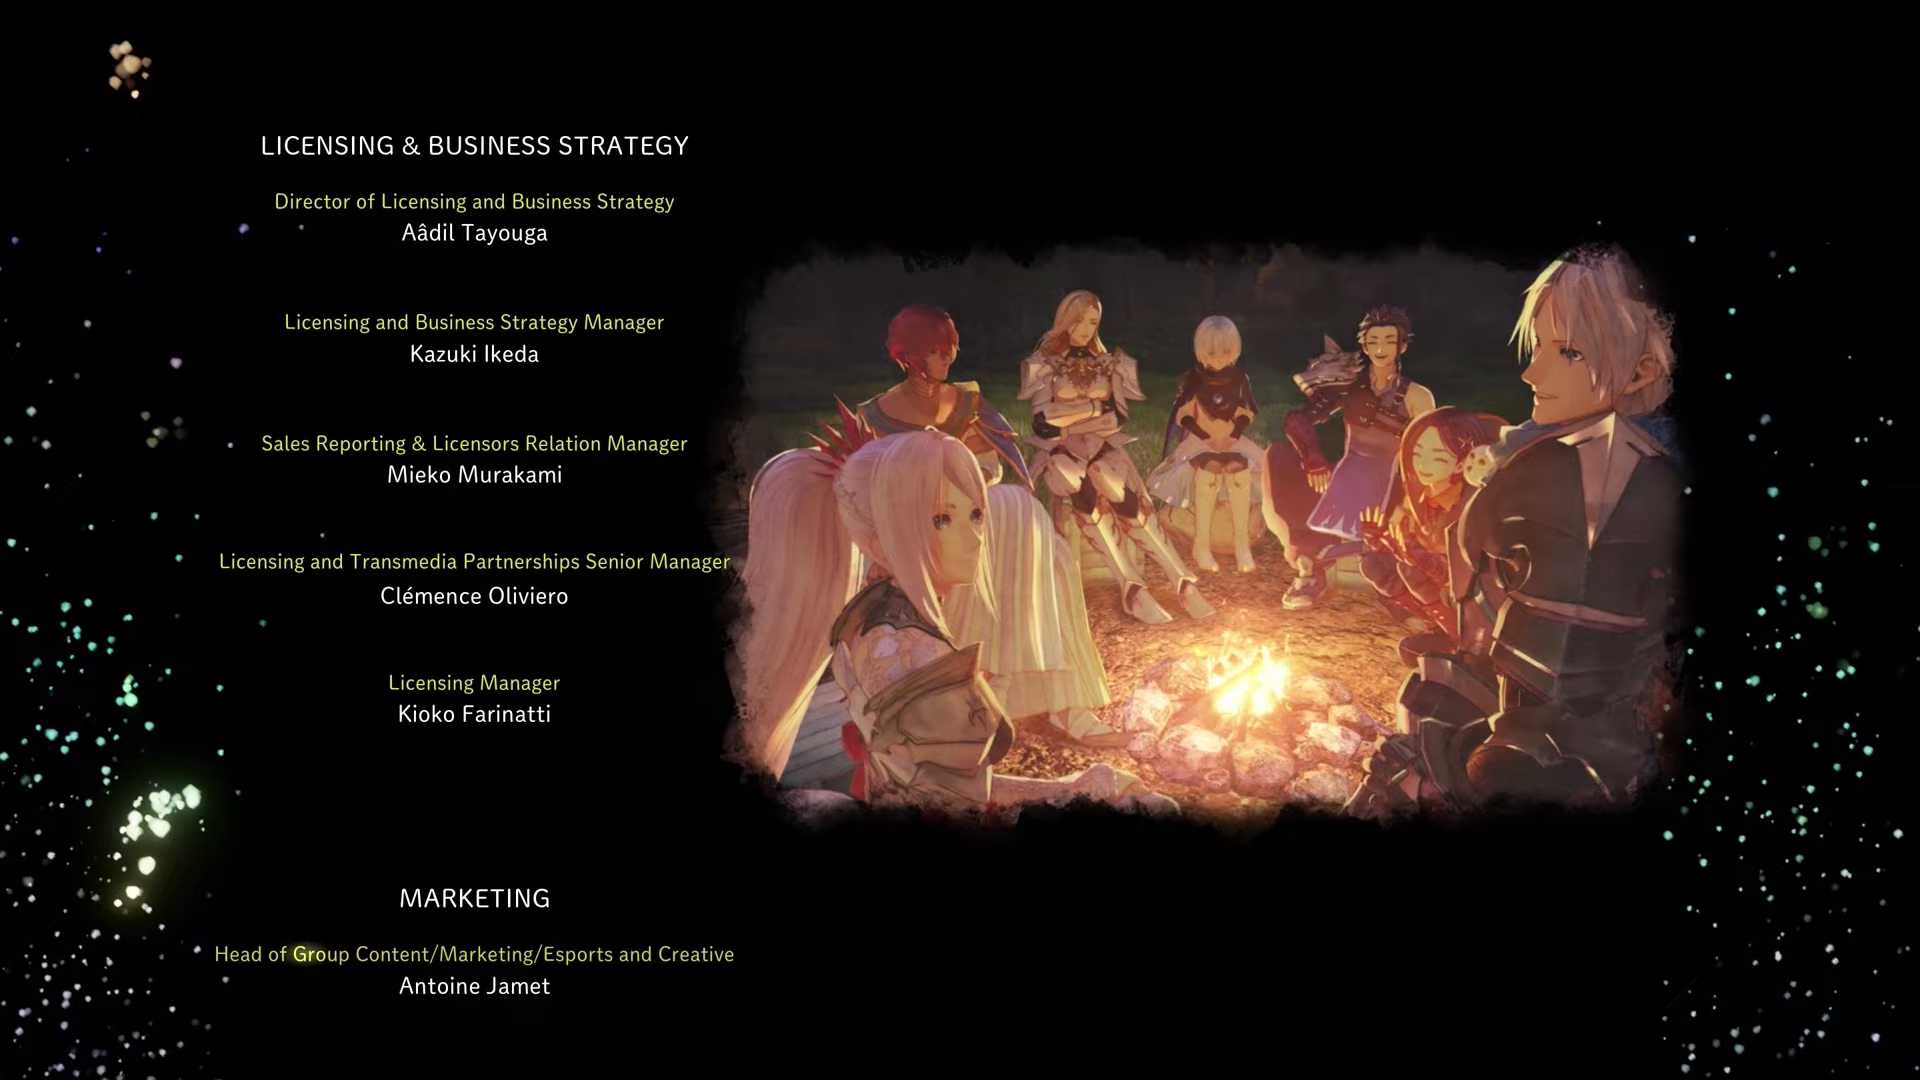 LICENSING & BUSINESS STRATEGY
Director of Licensing and Business Strategy
Aâdil Tayouga
Licensing and Business Strategy Manager
Kazuki Ikeda
Sales Reporting & Licensors Relation Manager
Mieko Murakami
Licensing and Transmedia Partnerships Senior Manager
Clémence Oliviero
Licensing Manager
Kioko Farinatti
MARKETING
Head of Group Content/Marketing/Esports and Creative
Antoine Jamet